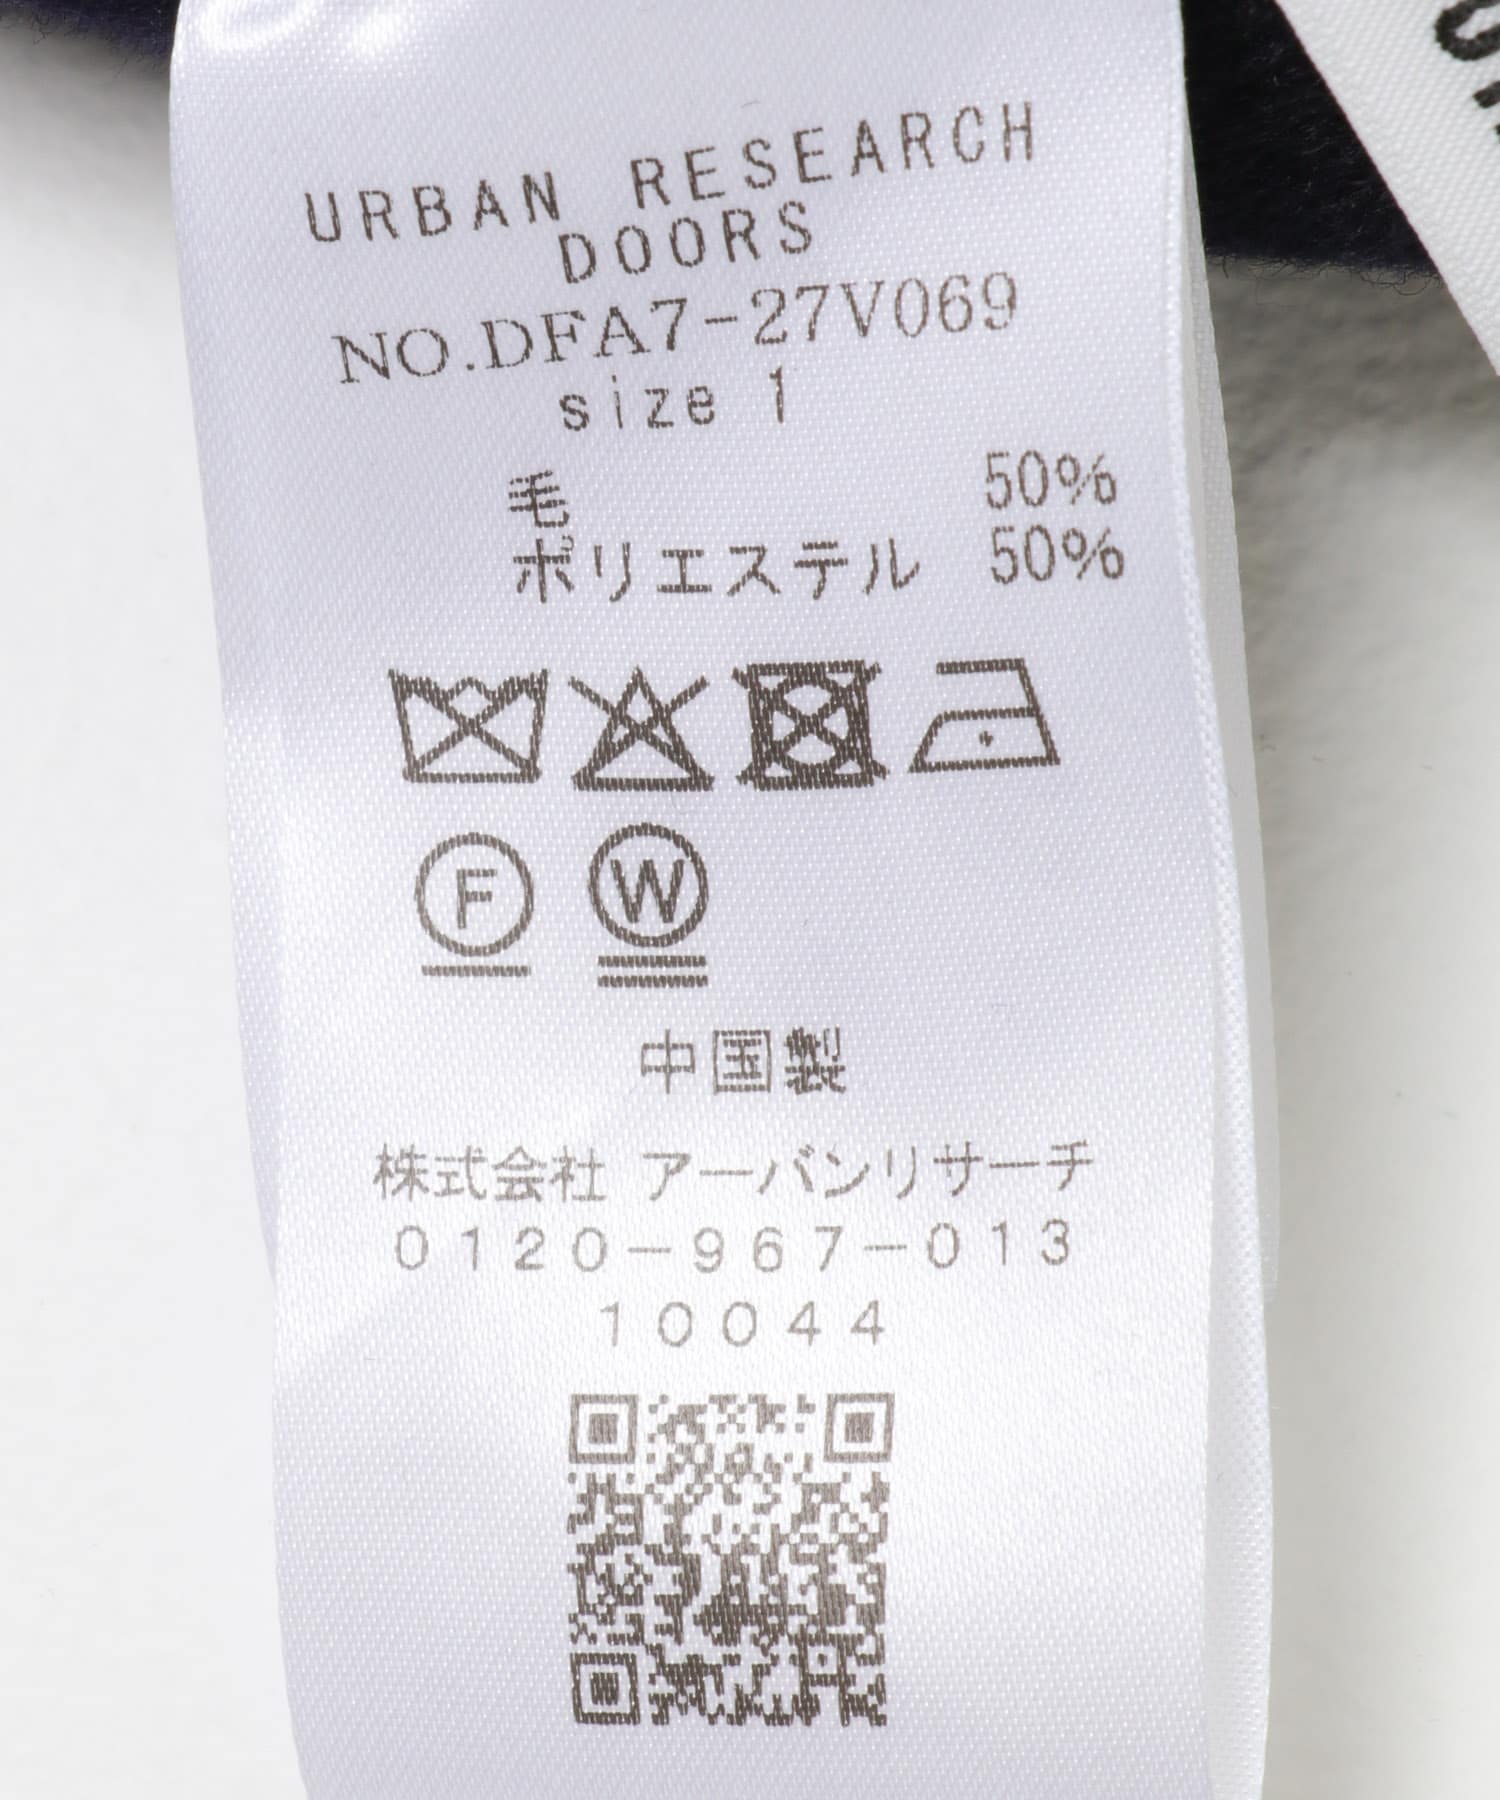 URBAN RESEARCH
DOORS
NO.DFA7-27V069
size 1
毛 50%
ポリエステル 50%
F W
中国製
株式会社 アーバンリサーチ
0120-967-013
10044